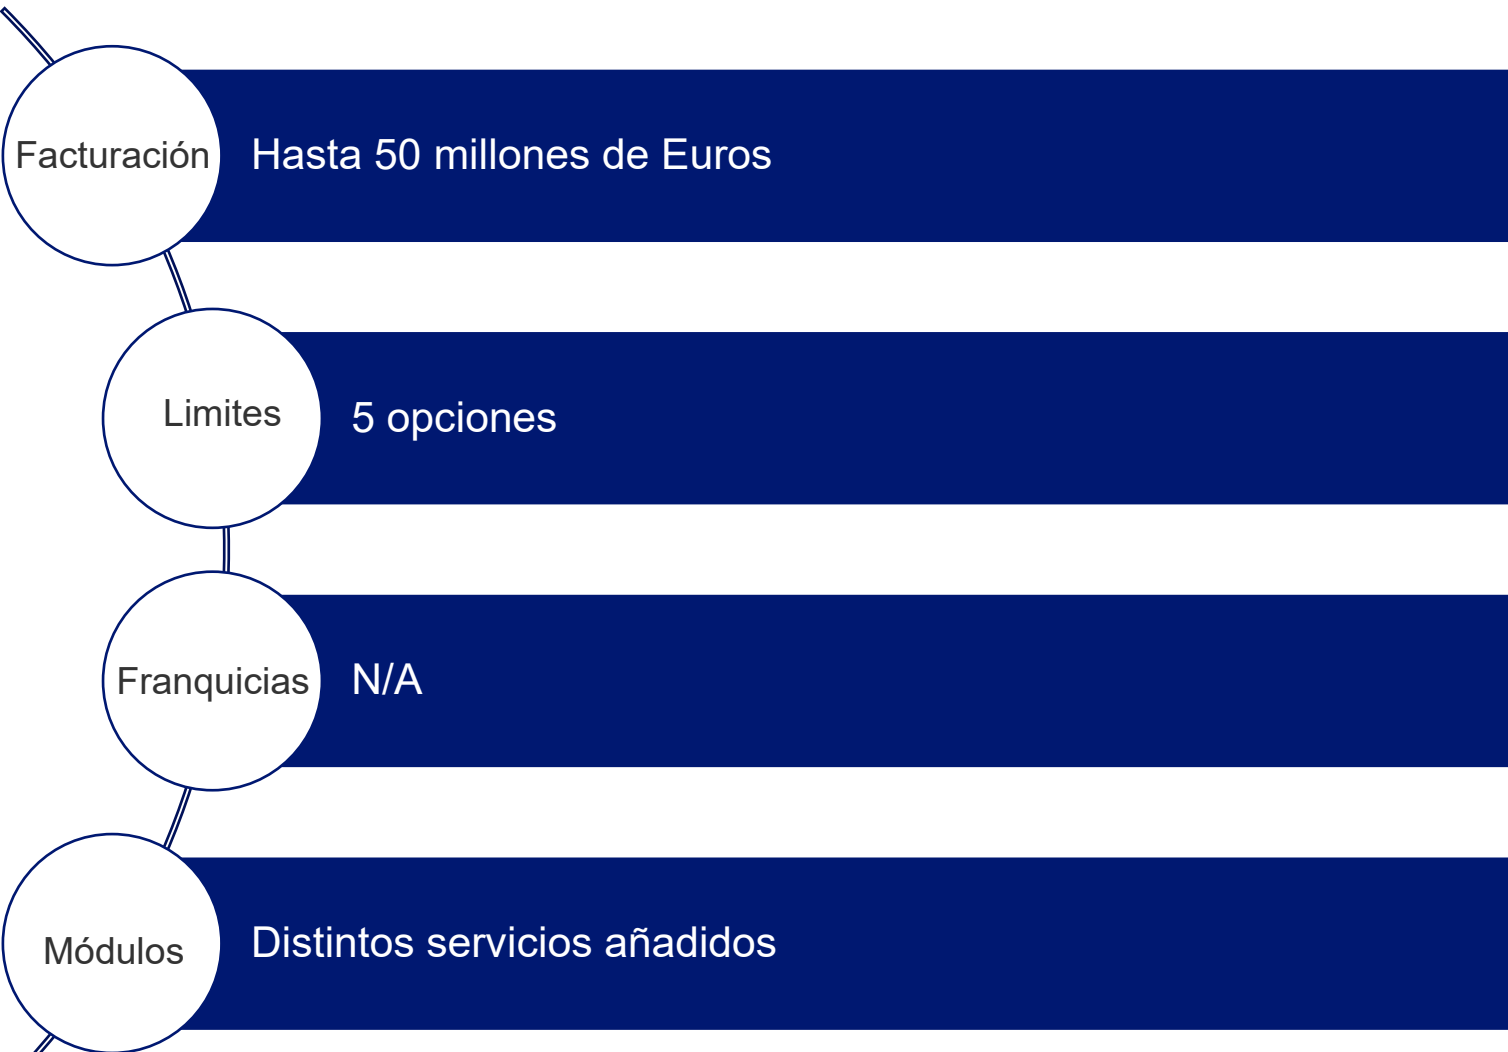 Facturación
Hasta 50 millones de Euros
Limites
5 opciones
Franquicias
N/A
Módulos
Distintos servicios añadidos